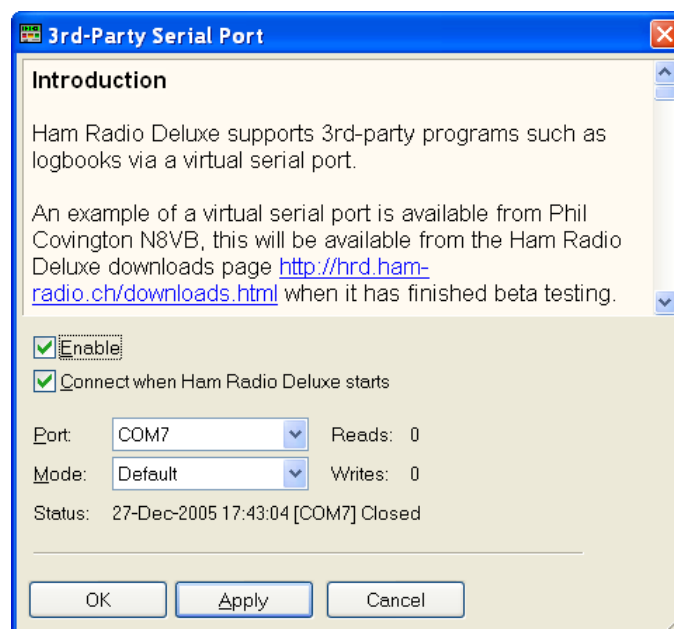 3rd-Party Serial Port
Introduction
Ham Radio Deluxe supports 3rd-party programs such as
logbooks via a virtual serial port.
An example of a virtual serial port is available from Phil
Covington N8VB, this will be available from the Ham Radio
Deluxe downloads page http://hrd.ham-
radio.ch/downloads.html when it has finished beta testing.
Enable
Connect when Ham Radio Deluxe starts
Port: COM7 Reads: 0
Mode: Default Writes: 0
Status: 27-Dec-2005 17:43:04 [COM7] Closed
OK Apply Cancel